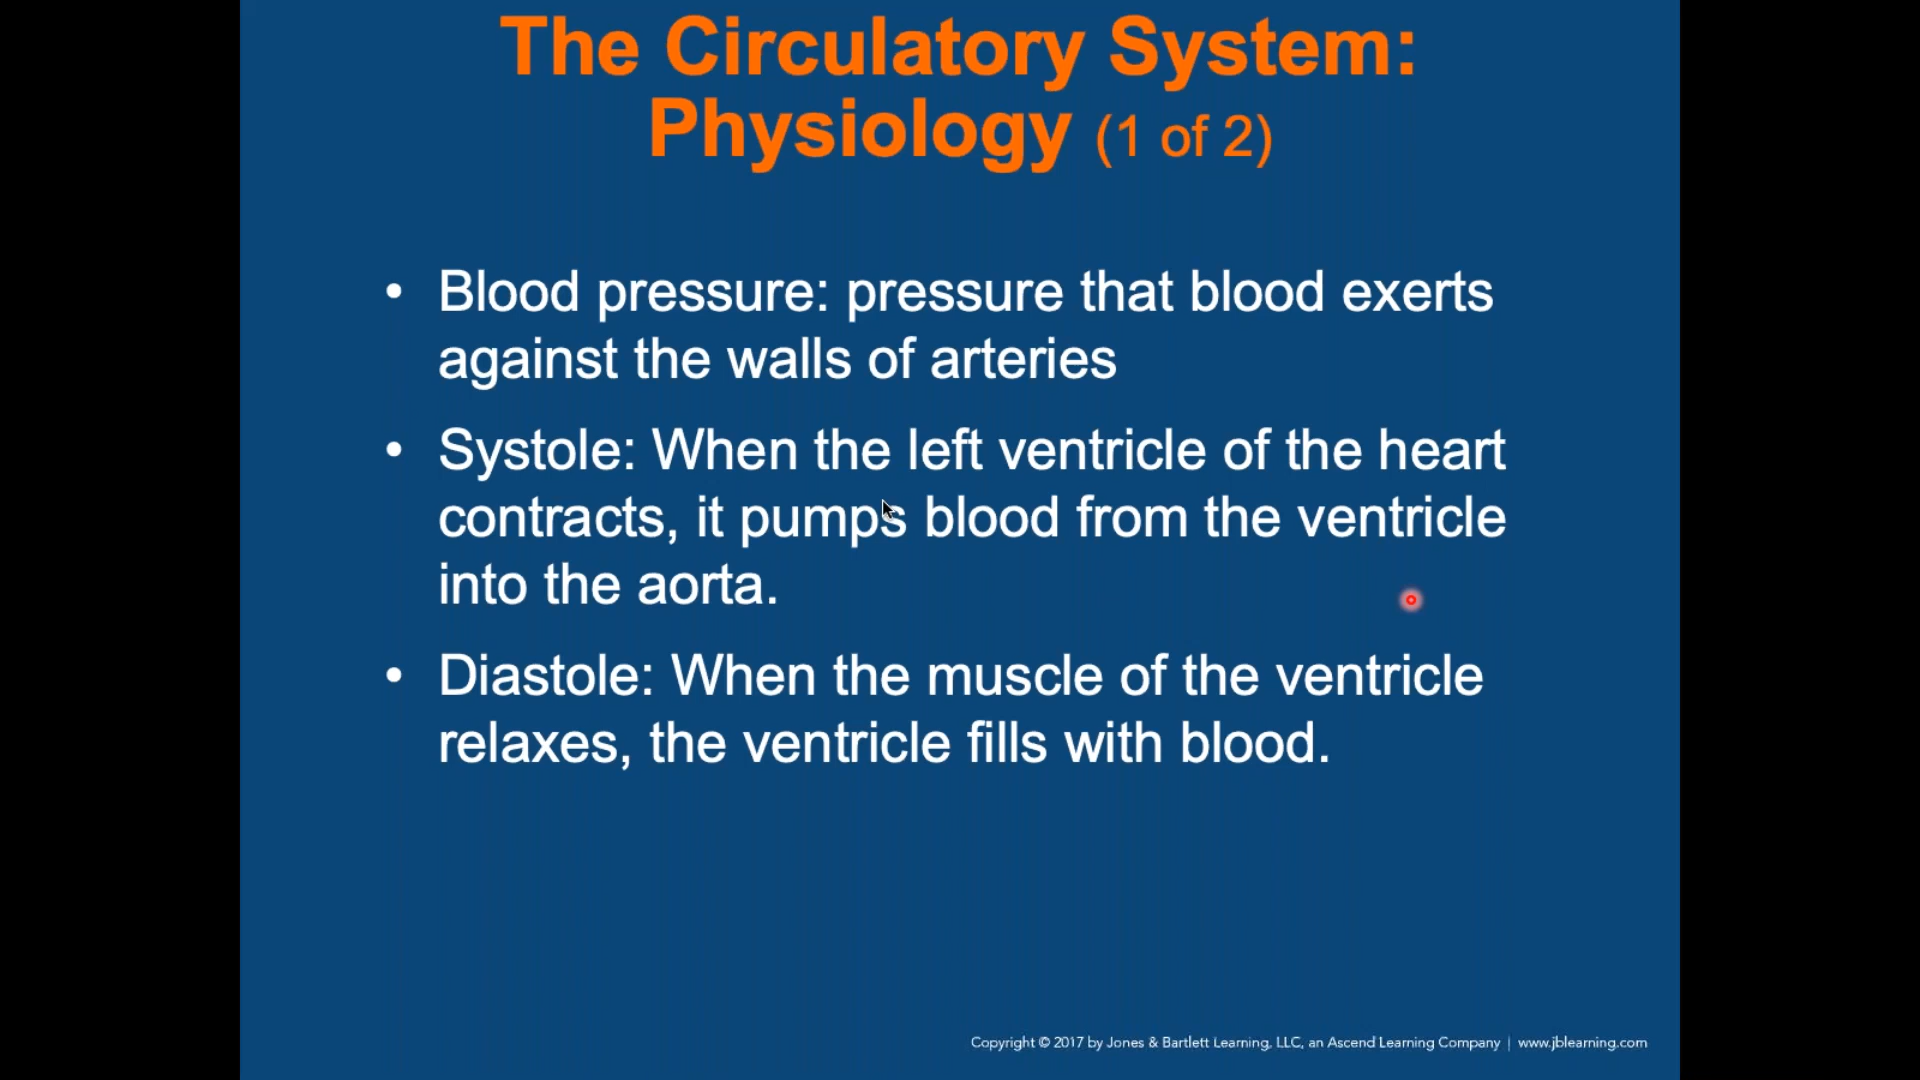 The Circulatory System:
Physiology (1 of 2)
• Blood pressure: pressure that blood exerts
against the walls of arteries
• Systole: When the left ventricle of the heart
contracts, it pumps blood from the ventricle
into the aorta.
• Diastole: When the muscle of the ventricle
relaxes, the ventricle fills with blood.
Copyright © 2017 by Jones & Bartlett Learning, LLC, an Ascend Learning Company | www.jblearning.com